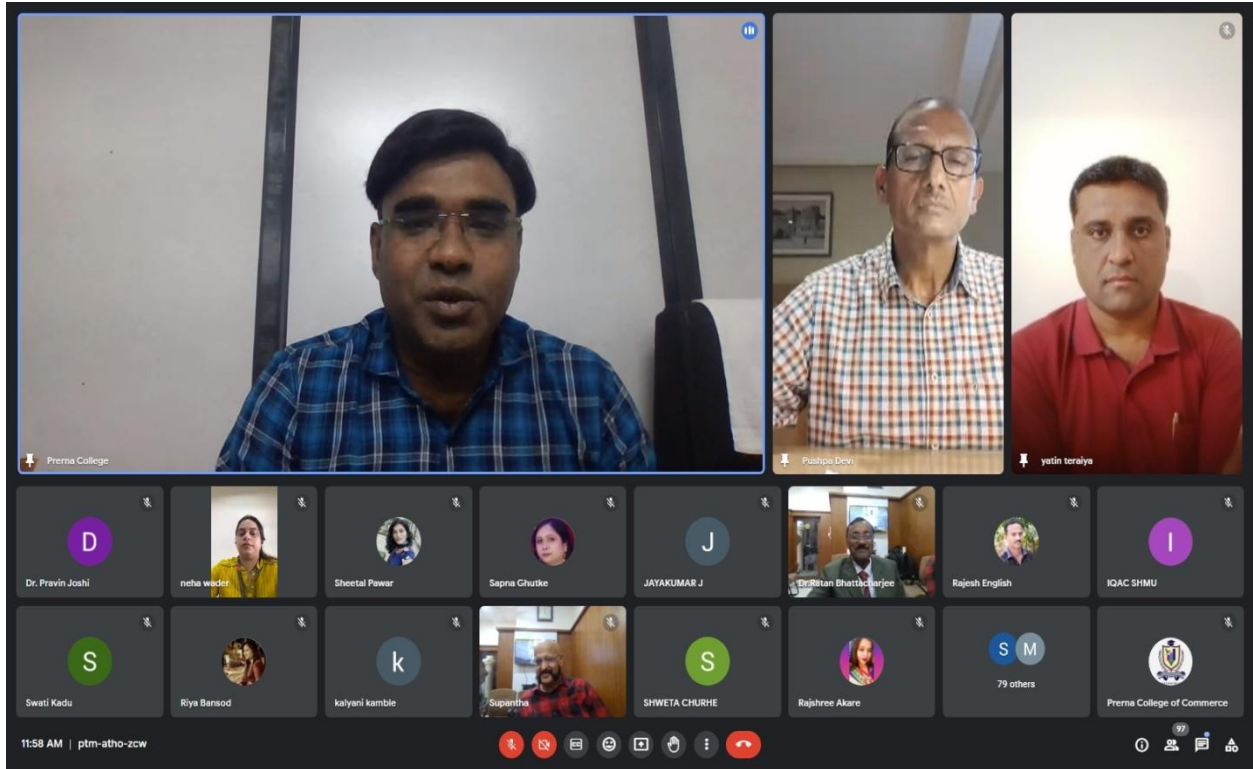 Prerna College
Pushpa Devi
yatin teraiya
D
J
I
Dr. Pravin Joshi
neha wader
Sheetal Pawar
Sapna Ghutke
JAYAKUMAR J
Dr.Ratan Bhattacharjee
Rajesh English
IQAC SHMU
S
k
S
S M
79 others
Swati Kadu
Riya Bansod
kalyani kamble
Supantha
SHWETA CHURHE
Rajshree Akare
Prerna College of Commerce
11:58 AM | ptm-atho-zcw
CC
97